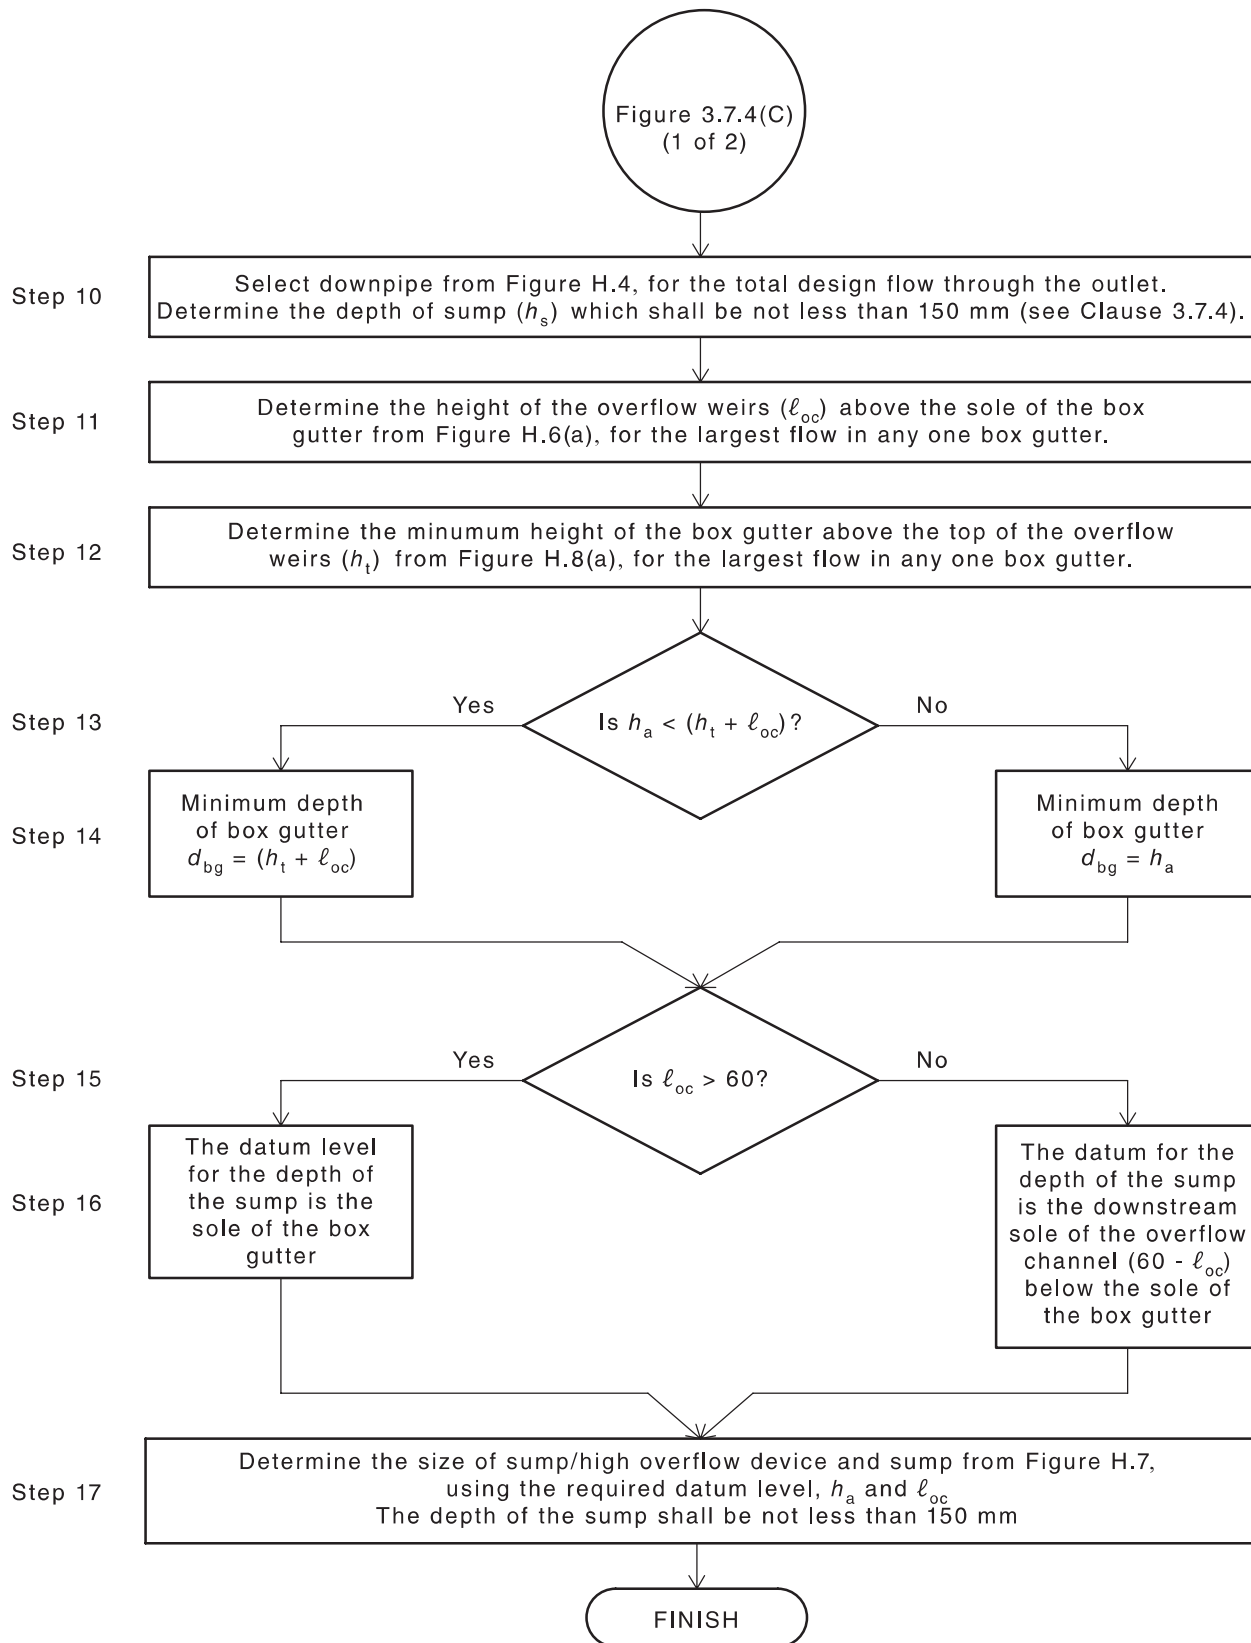 Figure 3.7.4(C)
(1 of 2)
Step 10
Select downpipe from Figure H.4, for the total design flow through the outlet.
Determine the depth of sump (hs) which shall be not less than 150 mm (see Clause 3.7.4).
Step 11
Determine the height of the overflow weirs (ℓoc) above the sole of the box
gutter from Figure H.6(a), for the largest flow in any one box gutter.
Step 12
Determine the minumum height of the box gutter above the top of the overflow
weirs (ht) from Figure H.8(a), for the largest flow in any one box gutter.
Step 13
Yes
Is ha < (ht + ℓoc)?
No
Step 14
Minimum depth
of box gutter
dbg = (ht + ℓoc)
Minimum depth
of box gutter
dbg = ha
Step 15
Yes
Is ℓoc > 60?
No
Step 16
The datum level
for the depth of
the sump is the
sole of the box
gutter
The datum for the
depth of the sump
is the downstream
sole of the overflow
channel (60 - ℓoc)
below the sole of
the box gutter
Step 17
Determine the size of sump/high overflow device and sump from Figure H.7,
using the required datum level, ha and ℓoc
The depth of the sump shall be not less than 150 mm
FINISH